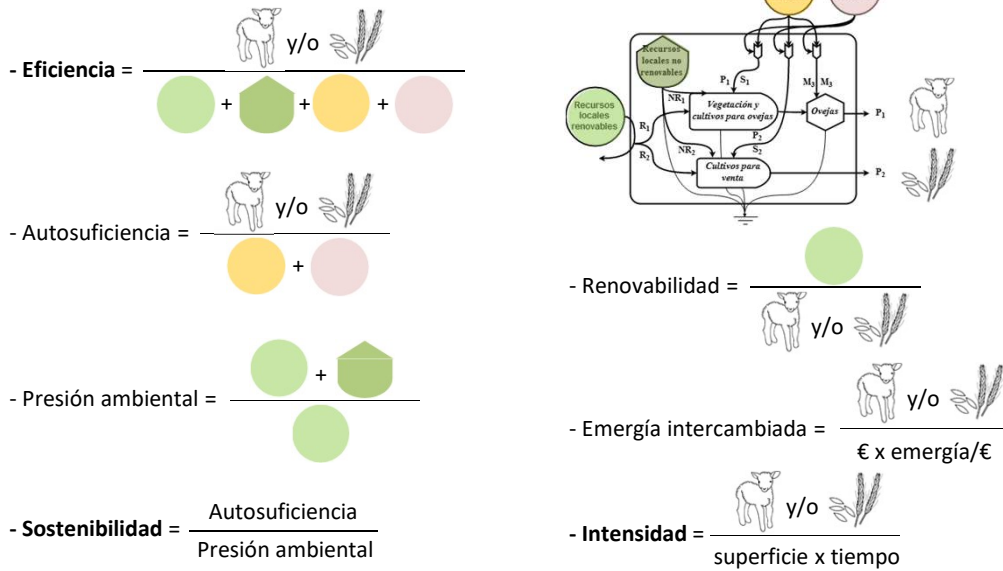 - Eficiencia = y/o
+ + +
- Autosuficiencia = y/o
+
- Presión ambiental =
+
- Sostenibilidad = Autosuficiencia
Presión ambiental
Recursos
locales no
renovables
Recursos
locales
renovables
P1 S1
M3 M3
NR1
Vegetación y
cultivos para ovejas
Ovejas
P1
R1
R2
P2
S2
NR2
Cultivos para
venta
P2
- Renovabilidad =
y/o
- Emergía intercambiada = y/o
€ x emergía/€
- Intensidad = y/o
superficie x tiempo